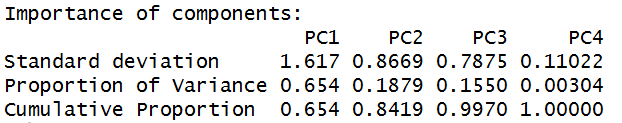 Importance of components:
PC1 PC2 PC3 PC4
Standard deviation 1.617 0.8669 0.7875 0.11022
Proportion of Variance 0.654 0.1879 0.1550 0.00304
Cumulative Proportion 0.654 0.8419 0.9970 1.00000